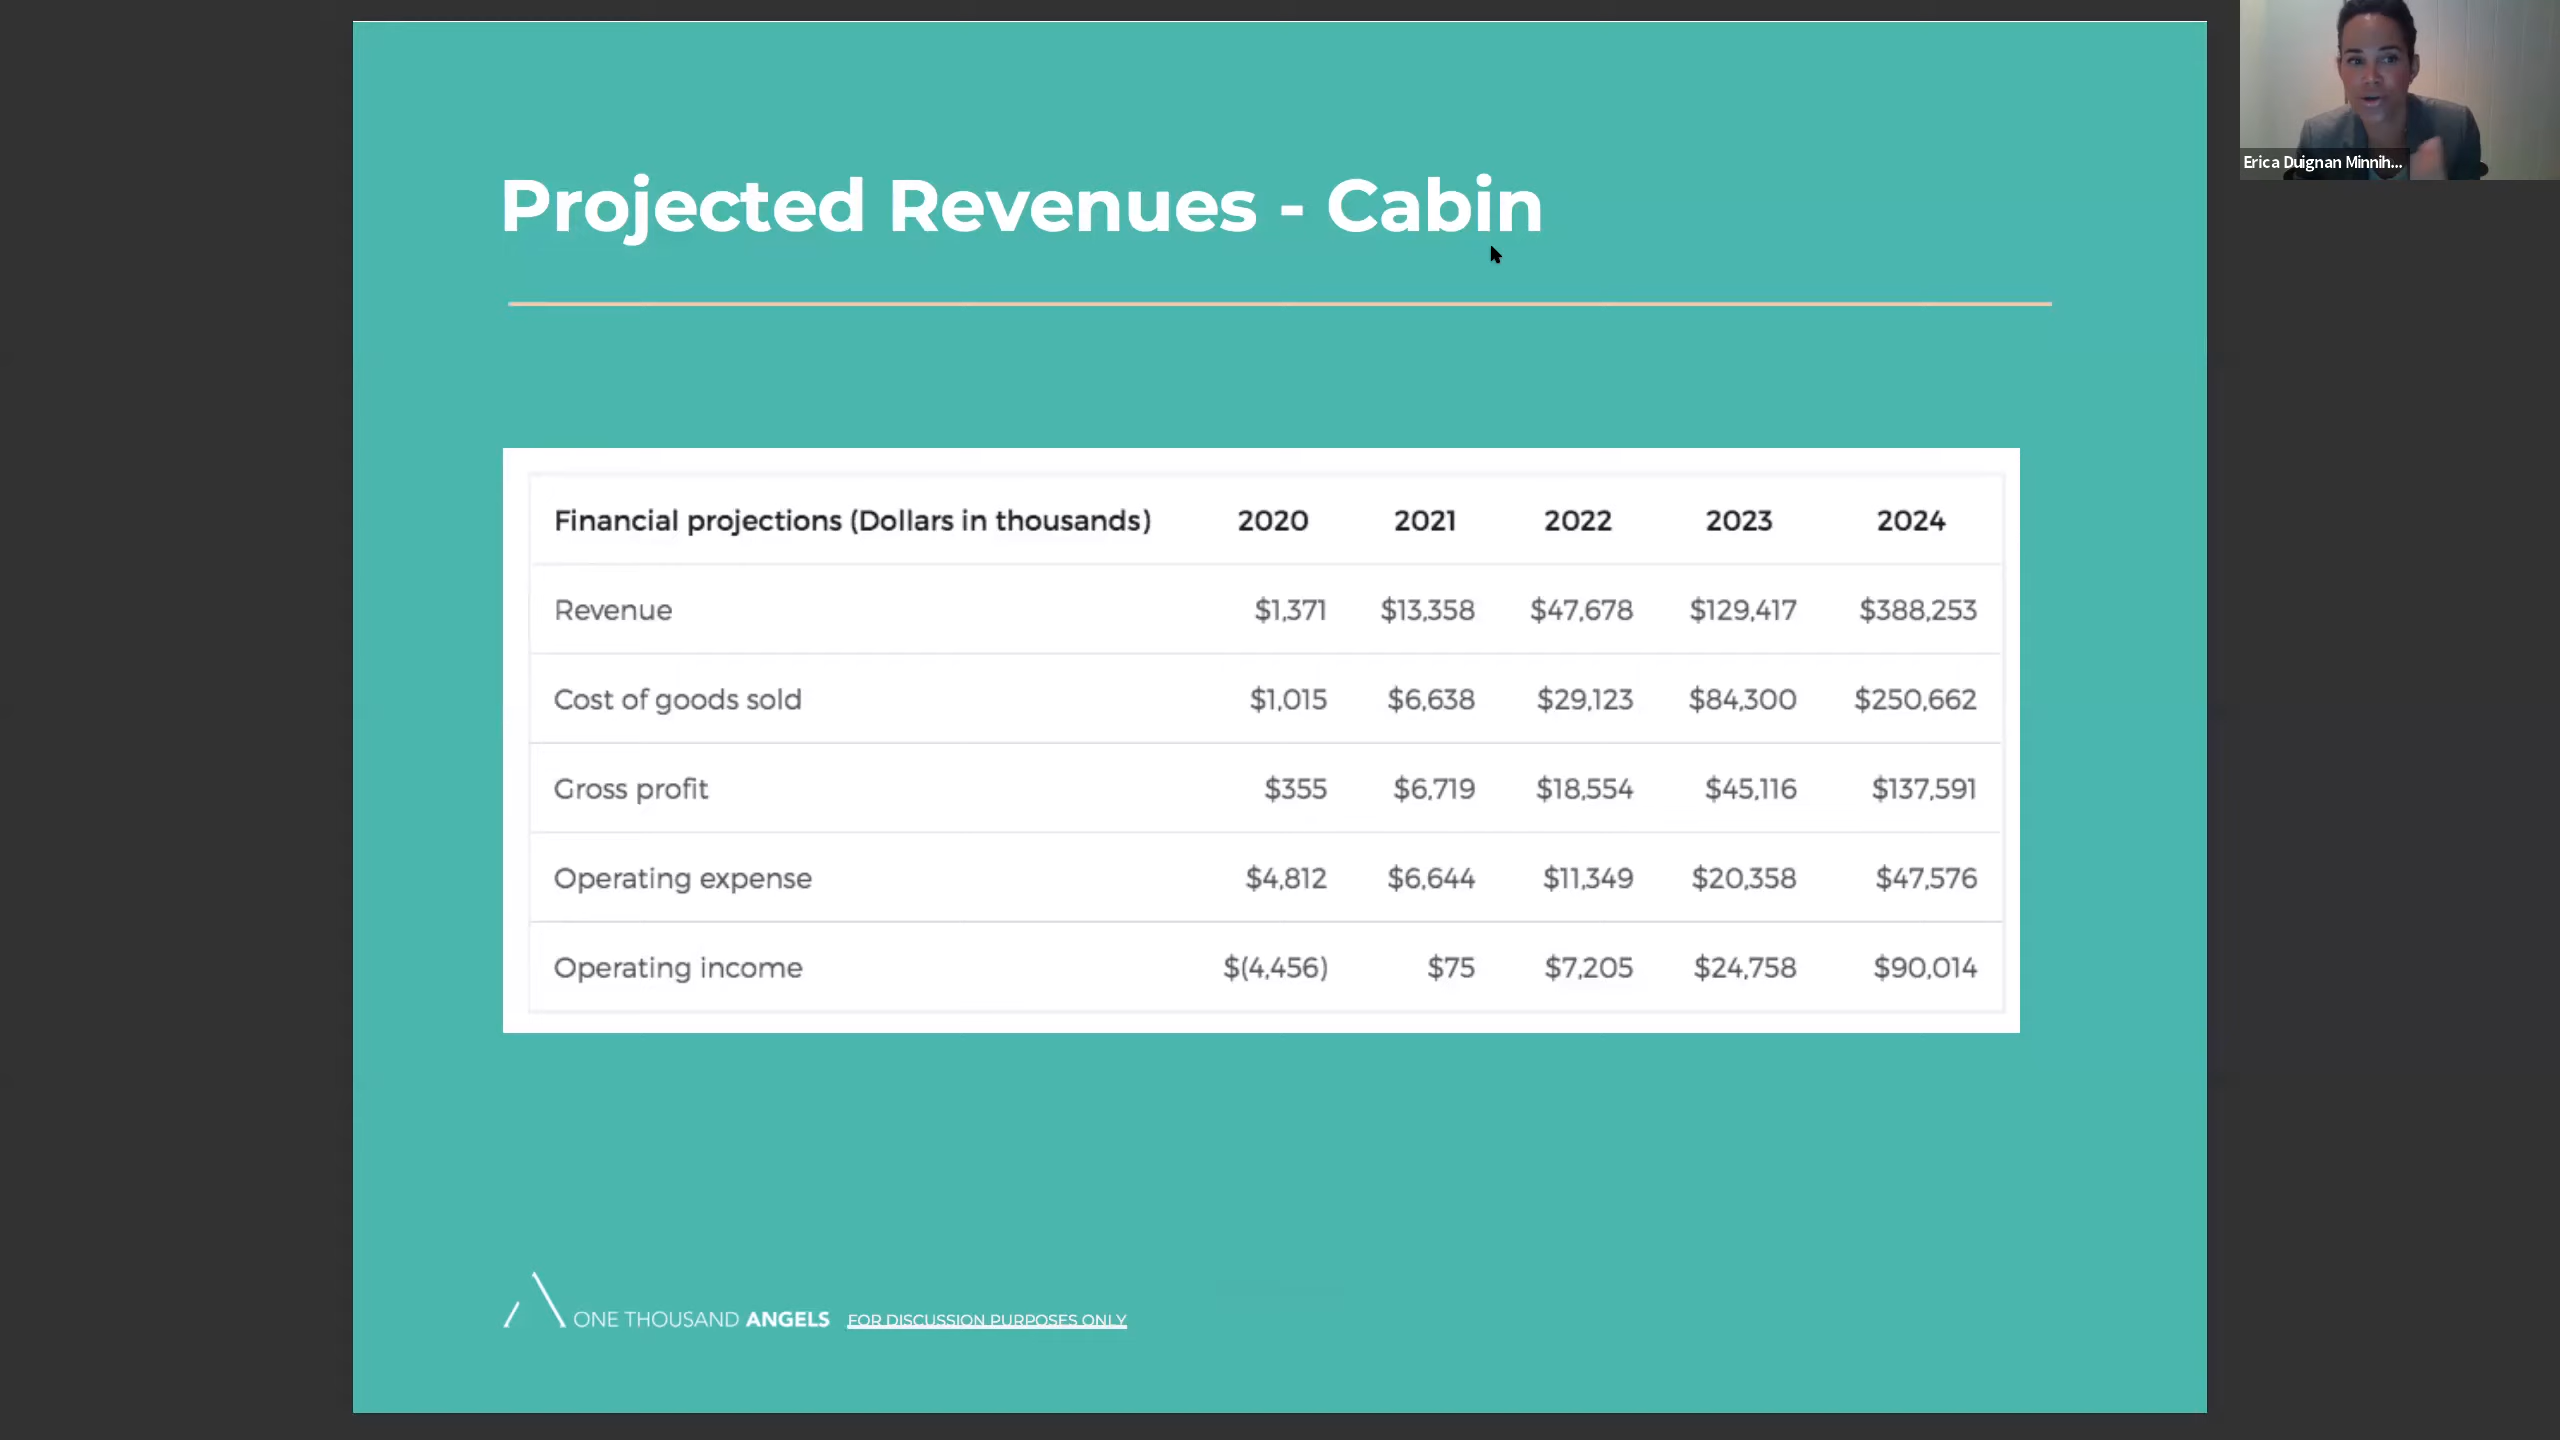 Erica Duignan Minnih...
Projected Revenues - Cabin
Financial projections (Dollars in thousands) 2020 2021 2022 2023 2024
Revenue $1,371 $13,358 $47,678 $129,417 $388,253
Cost of goods sold $1,015 $6,638 $29,123 $84,300 $250,662
Gross profit $355 $6,719 $18,554 $45,116 $137,591
Operating expense $4,812 $6,644 $11,349 $20,358 $47,576
Operating income $(4,456) $75 $7,205 $24,758 $90,014
ONE THOUSAND ANGELS FOR DISCUSSION PURPOSES ONLY